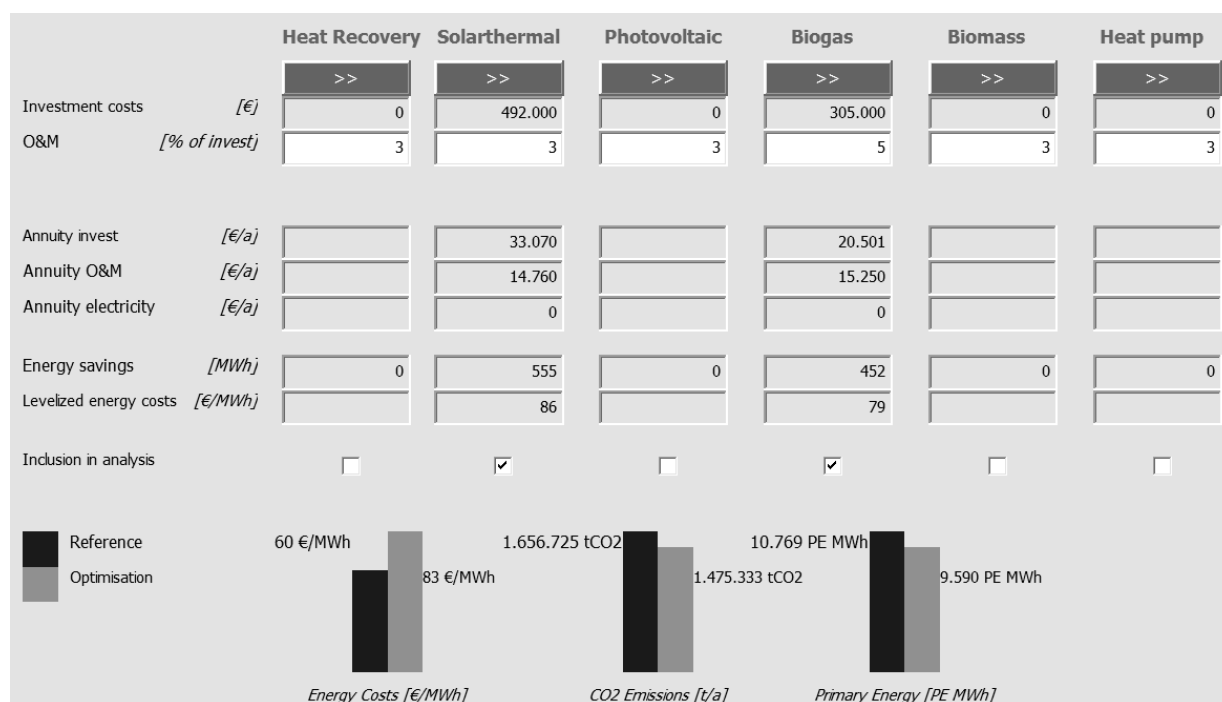 Heat Recovery Solarthermal Photovoltaic Biogas Biomass Heat pump
>> >> >> >> >> >>
Investment costs [€] 0 492.000 0 305.000 0 0
O&M [% of invest] 3 3 3 5 3 3
Annuity invest [€/a] 33.070 20.501
Annuity O&M [€/a] 14.760 15.250
Annuity electricity [€/a] 0 0
Energy savings [MWh] 0 555 0 452 0 0
Levelized energy costs [€/MWh] 86 79
Inclusion in analysis
Reference 60 €/MWh 1.656.725 tCO2 10.769 PE MWh
Optimisation 83 €/MWh 1.475.333 tCO2 9.590 PE MWh
Energy Costs [€/MWh] CO2 Emissions [t/a] Primary Energy [PE MWh]